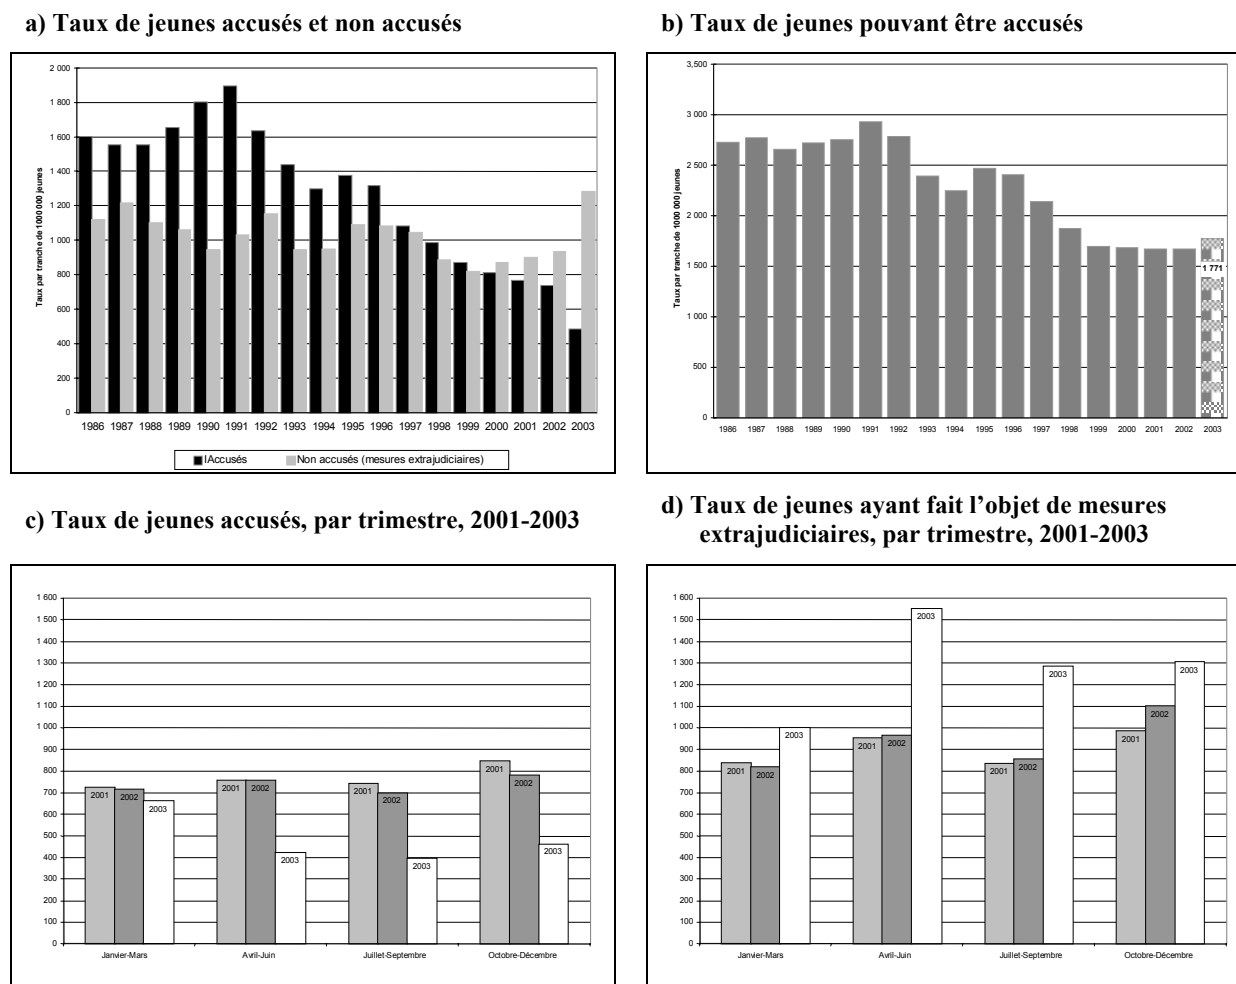 a) Taux de jeunes accusés et non accusés
Taux par tranche de 1000 000 jeunes
2 000
1 800
1 600
1 400
1 200
1 000
800
600
400
200
0
1986 1987 1988 1989 1990 1991 1992 1993 1994 1995 1996 1997 1998 1999 2000 2001 2002 2003
IAccusés Non accusés (mesures extrajudiciaires)
b) Taux de jeunes pouvant être accusés
Taux par tranche de 1000 000 jeunes
3,500
3 000
2 500
2 000
1 500
1 000
500
0
1 771
1986 1987 1988 1989 1990 1991 1992 1993 1994 1995 1996 1997 1998 1999 2000 2001 2002 2003
c) Taux de jeunes accusés, par trimestre, 2001-2003
1 600
1 500
1 400
1 300
1 200
1 100
1 000
900
800
700
600
500
400
300
200
100
0
2001 2002 2003
2001 2002 2003
2001 2002 2003
2001 2002 2003
Janvier-Mars Avril-Juin Juillet-Septembre Octobre-Décembre
d) Taux de jeunes ayant fait l’objet de mesures
extrajudiciaires, par trimestre, 2001-2003
1 600
1 500
1 400
1 300
1 200
1 100
1 000
900
800
700
600
500
400
300
200
100
0
2001 2002 2003
2001 2002 2003
2001 2002 2003
2001 2002 2003
Janvier-Mars Avril-Juin Juillet-Septembre Octobre-Décembre